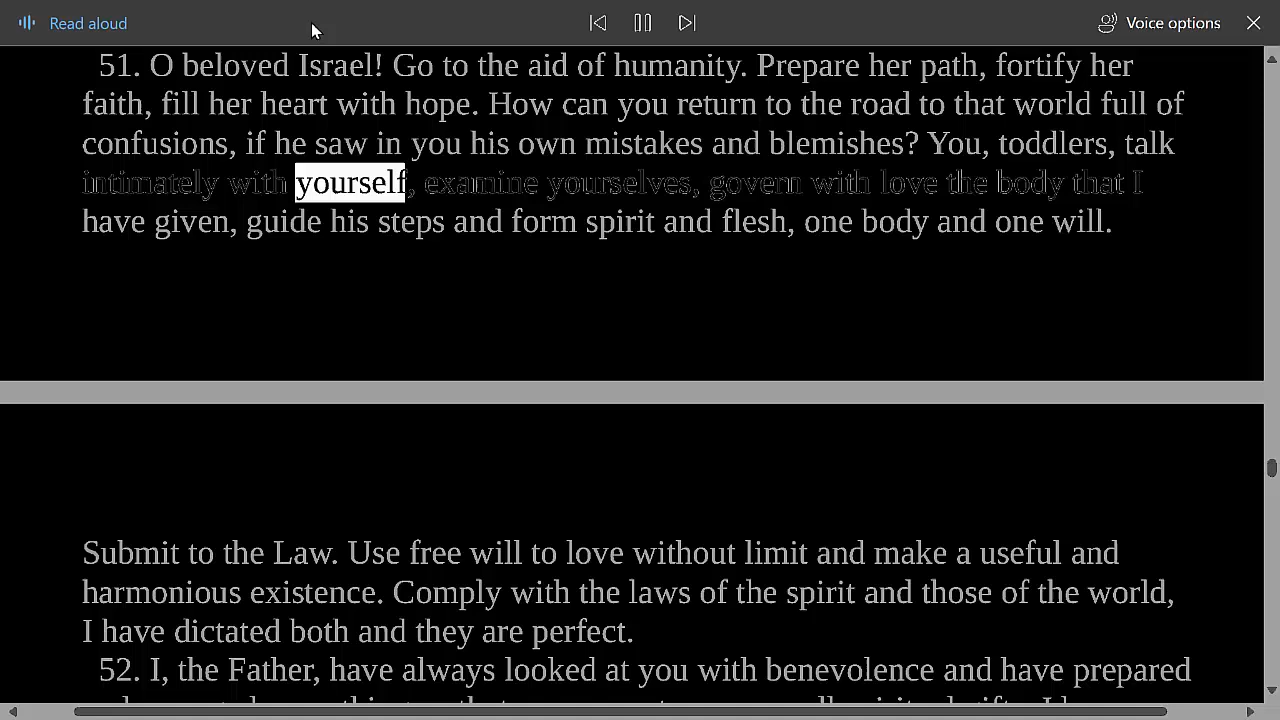 Read aloud
Voice options
51. O beloved Israel! Go to the aid of humanity. Prepare her path, fortify her
faith, fill her heart with hope. How can you return to the road to that world full of
confusions, if he saw in you his own mistakes and blemishes? You, toddlers, talk
intimately with yourself, examine yourselves, govern with love the body that I
have given, guide his steps and form spirit and flesh, one body and one will.
Submit to the Law. Use free will to love without limit and make a useful and
harmonious existence. Comply with the laws of the spirit and those of the world,
I have dictated both and they are perfect.
52. I, the Father, have always looked at you with benevolence and have prepared